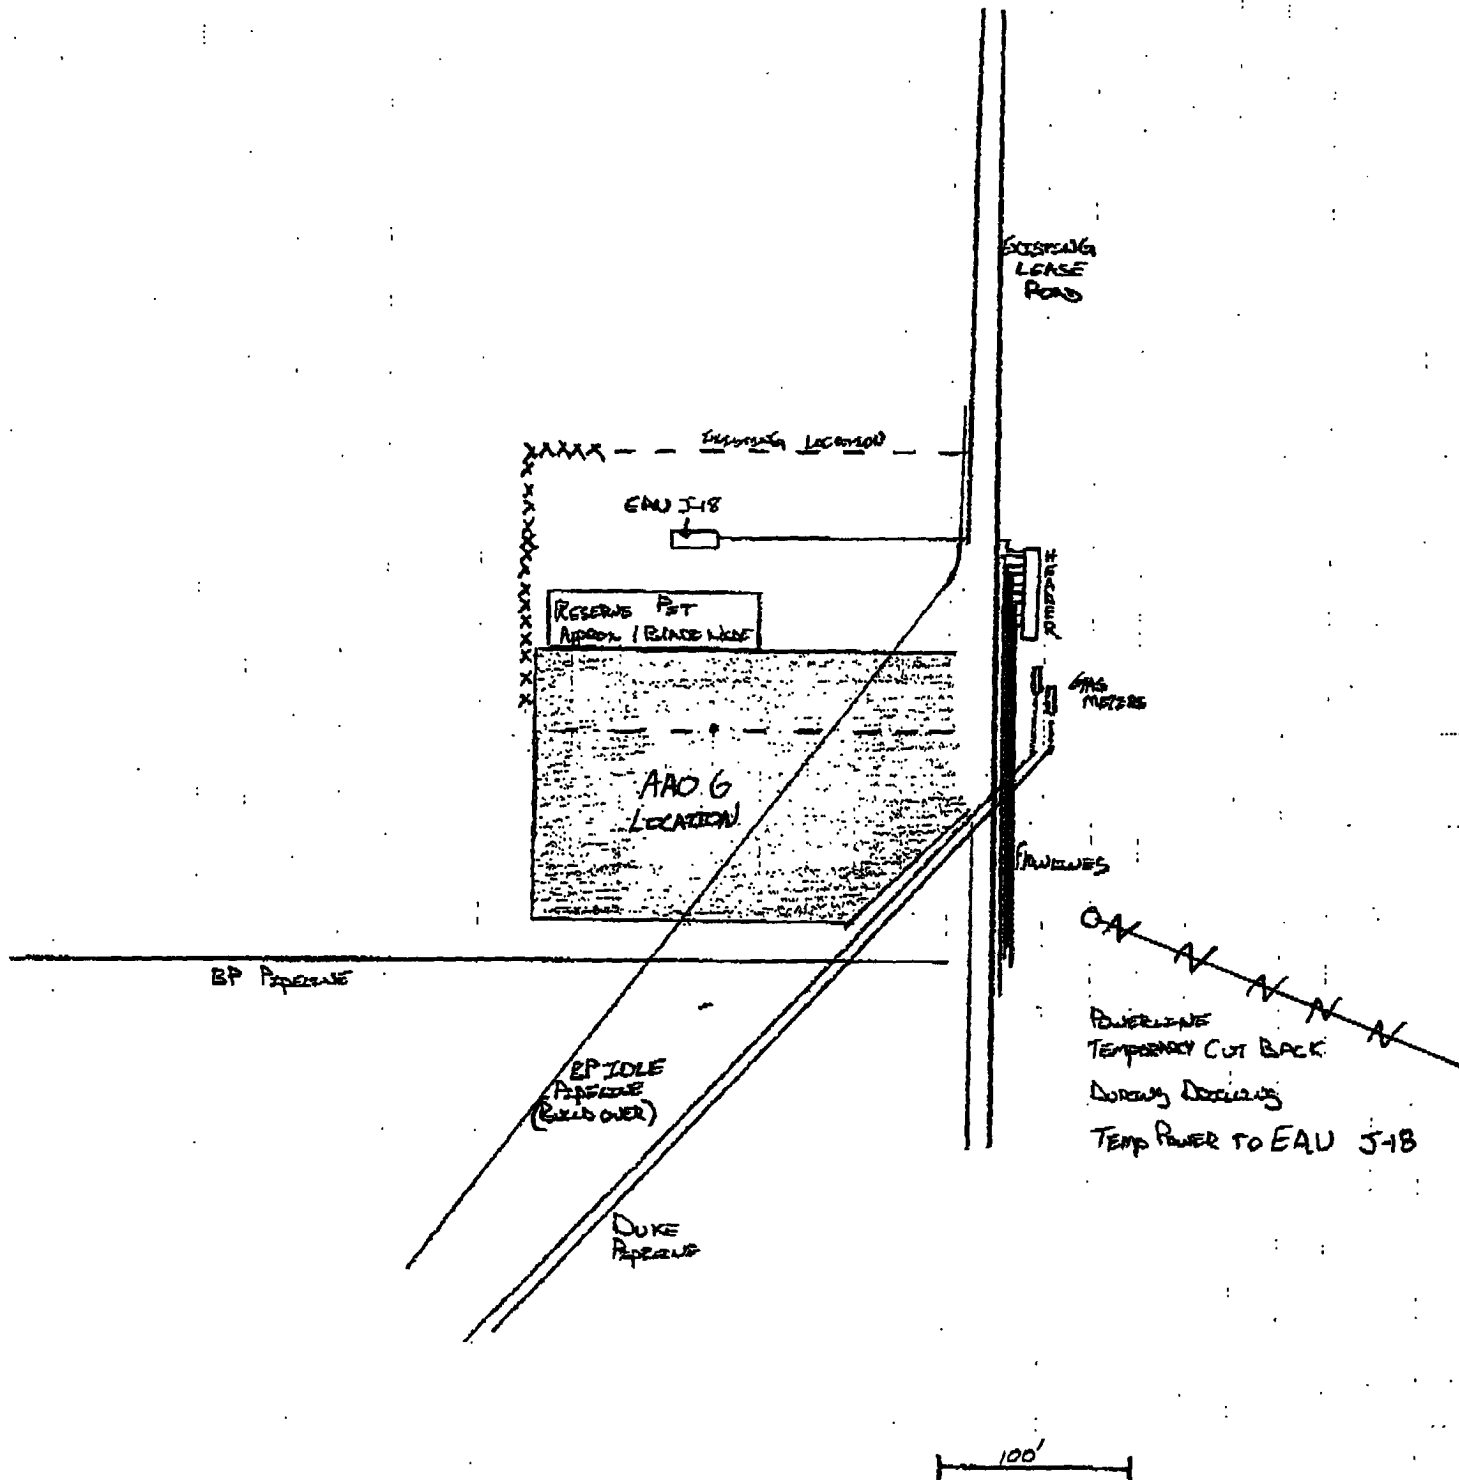 EXISTING
LEASE
ROAD
EXISTING LOCATION
EAU J-18
HEADER
RESERVE PIT
APPROX 1 BLADE WIDE
GAS
METERS
AAO 6
LOCATION
FLOWLINES
BP PIPELINE
POWERLINE
TEMPORARY CUT BACK
DURING DRILLING
TEMP POWER TO EAU J-18
BP IDLE
PIPELINE
(BUILD OVER)
DUKE
PIPELINE
100'